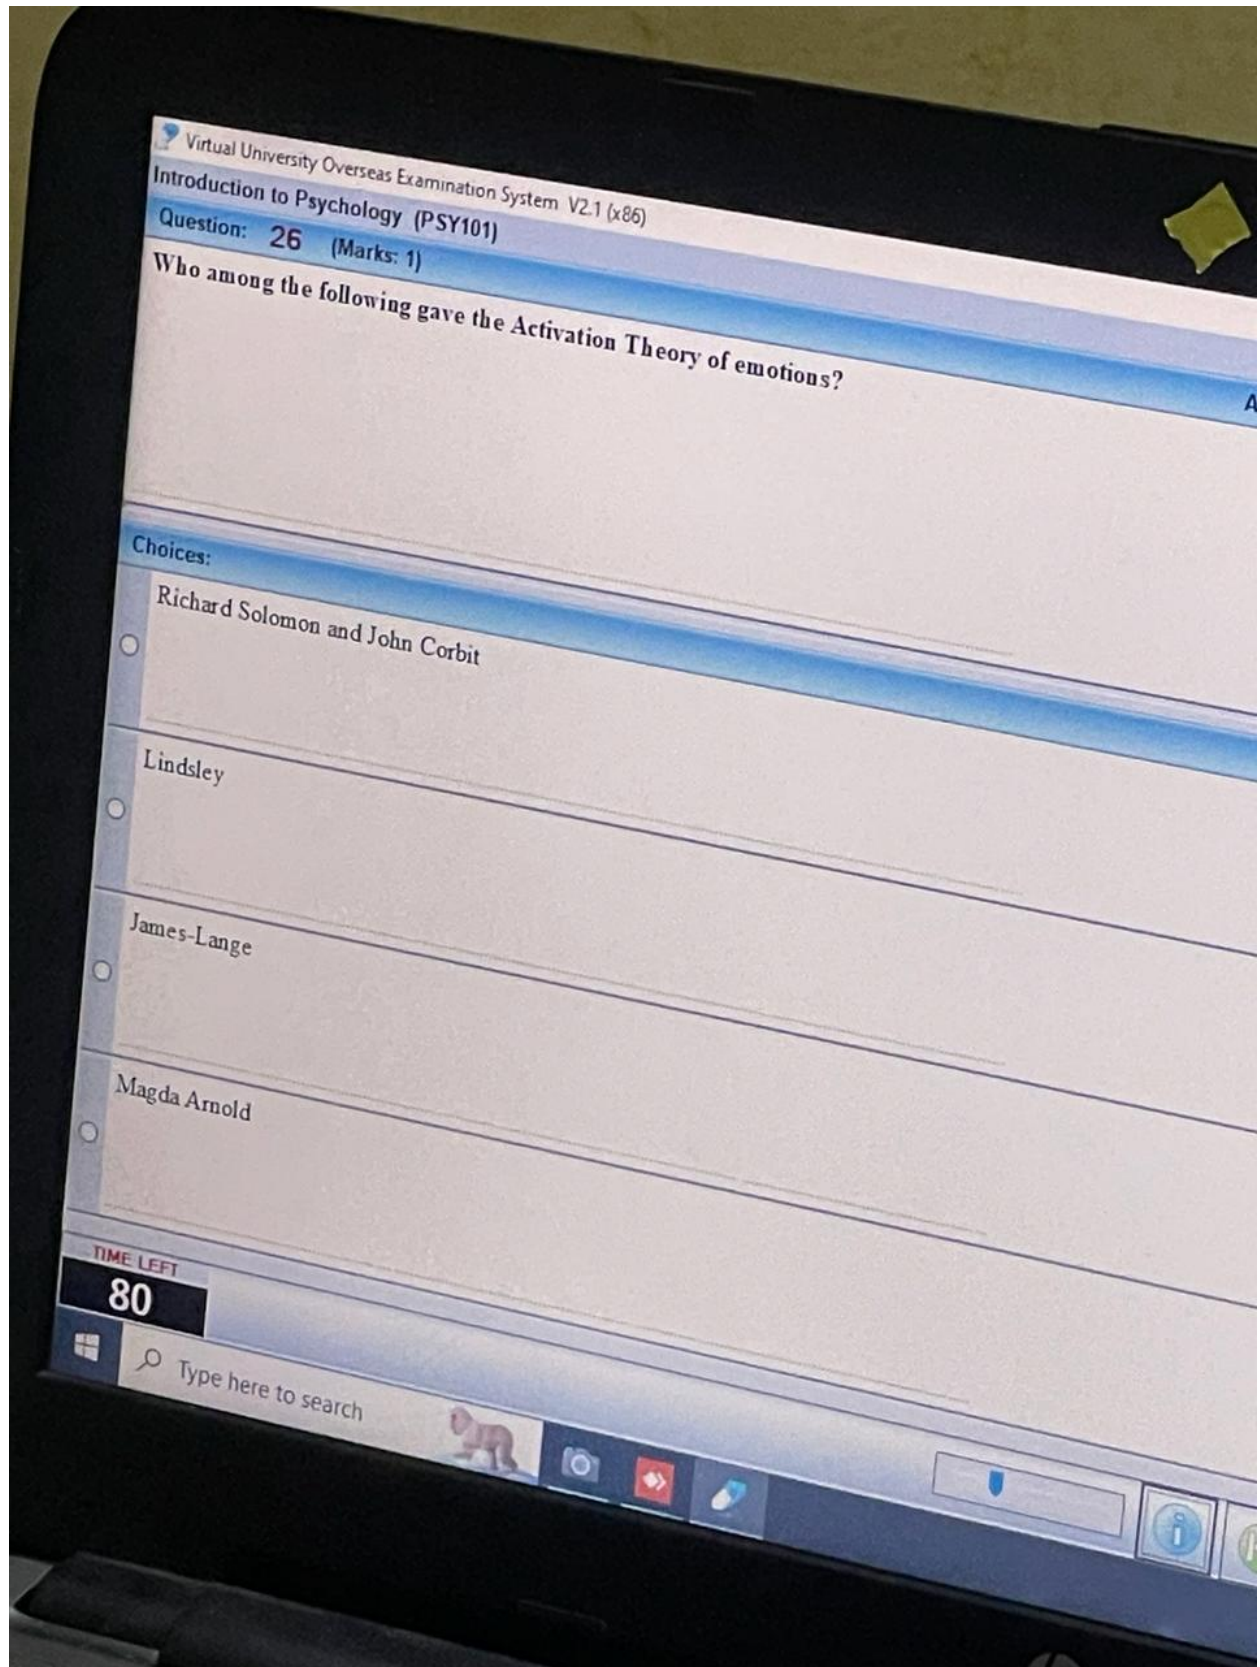 Virtual University Overseas Examination System V2.1 (x86)
Introduction to Psychology (PSY101)
Question: 26 (Marks: 1)
Who among the following gave the Activation Theory of emotions?
Choices:
Richard Solomon and John Corbit
Lindsley
James-Lange
Magda Arnold
TIME LEFT
80
Type here to search